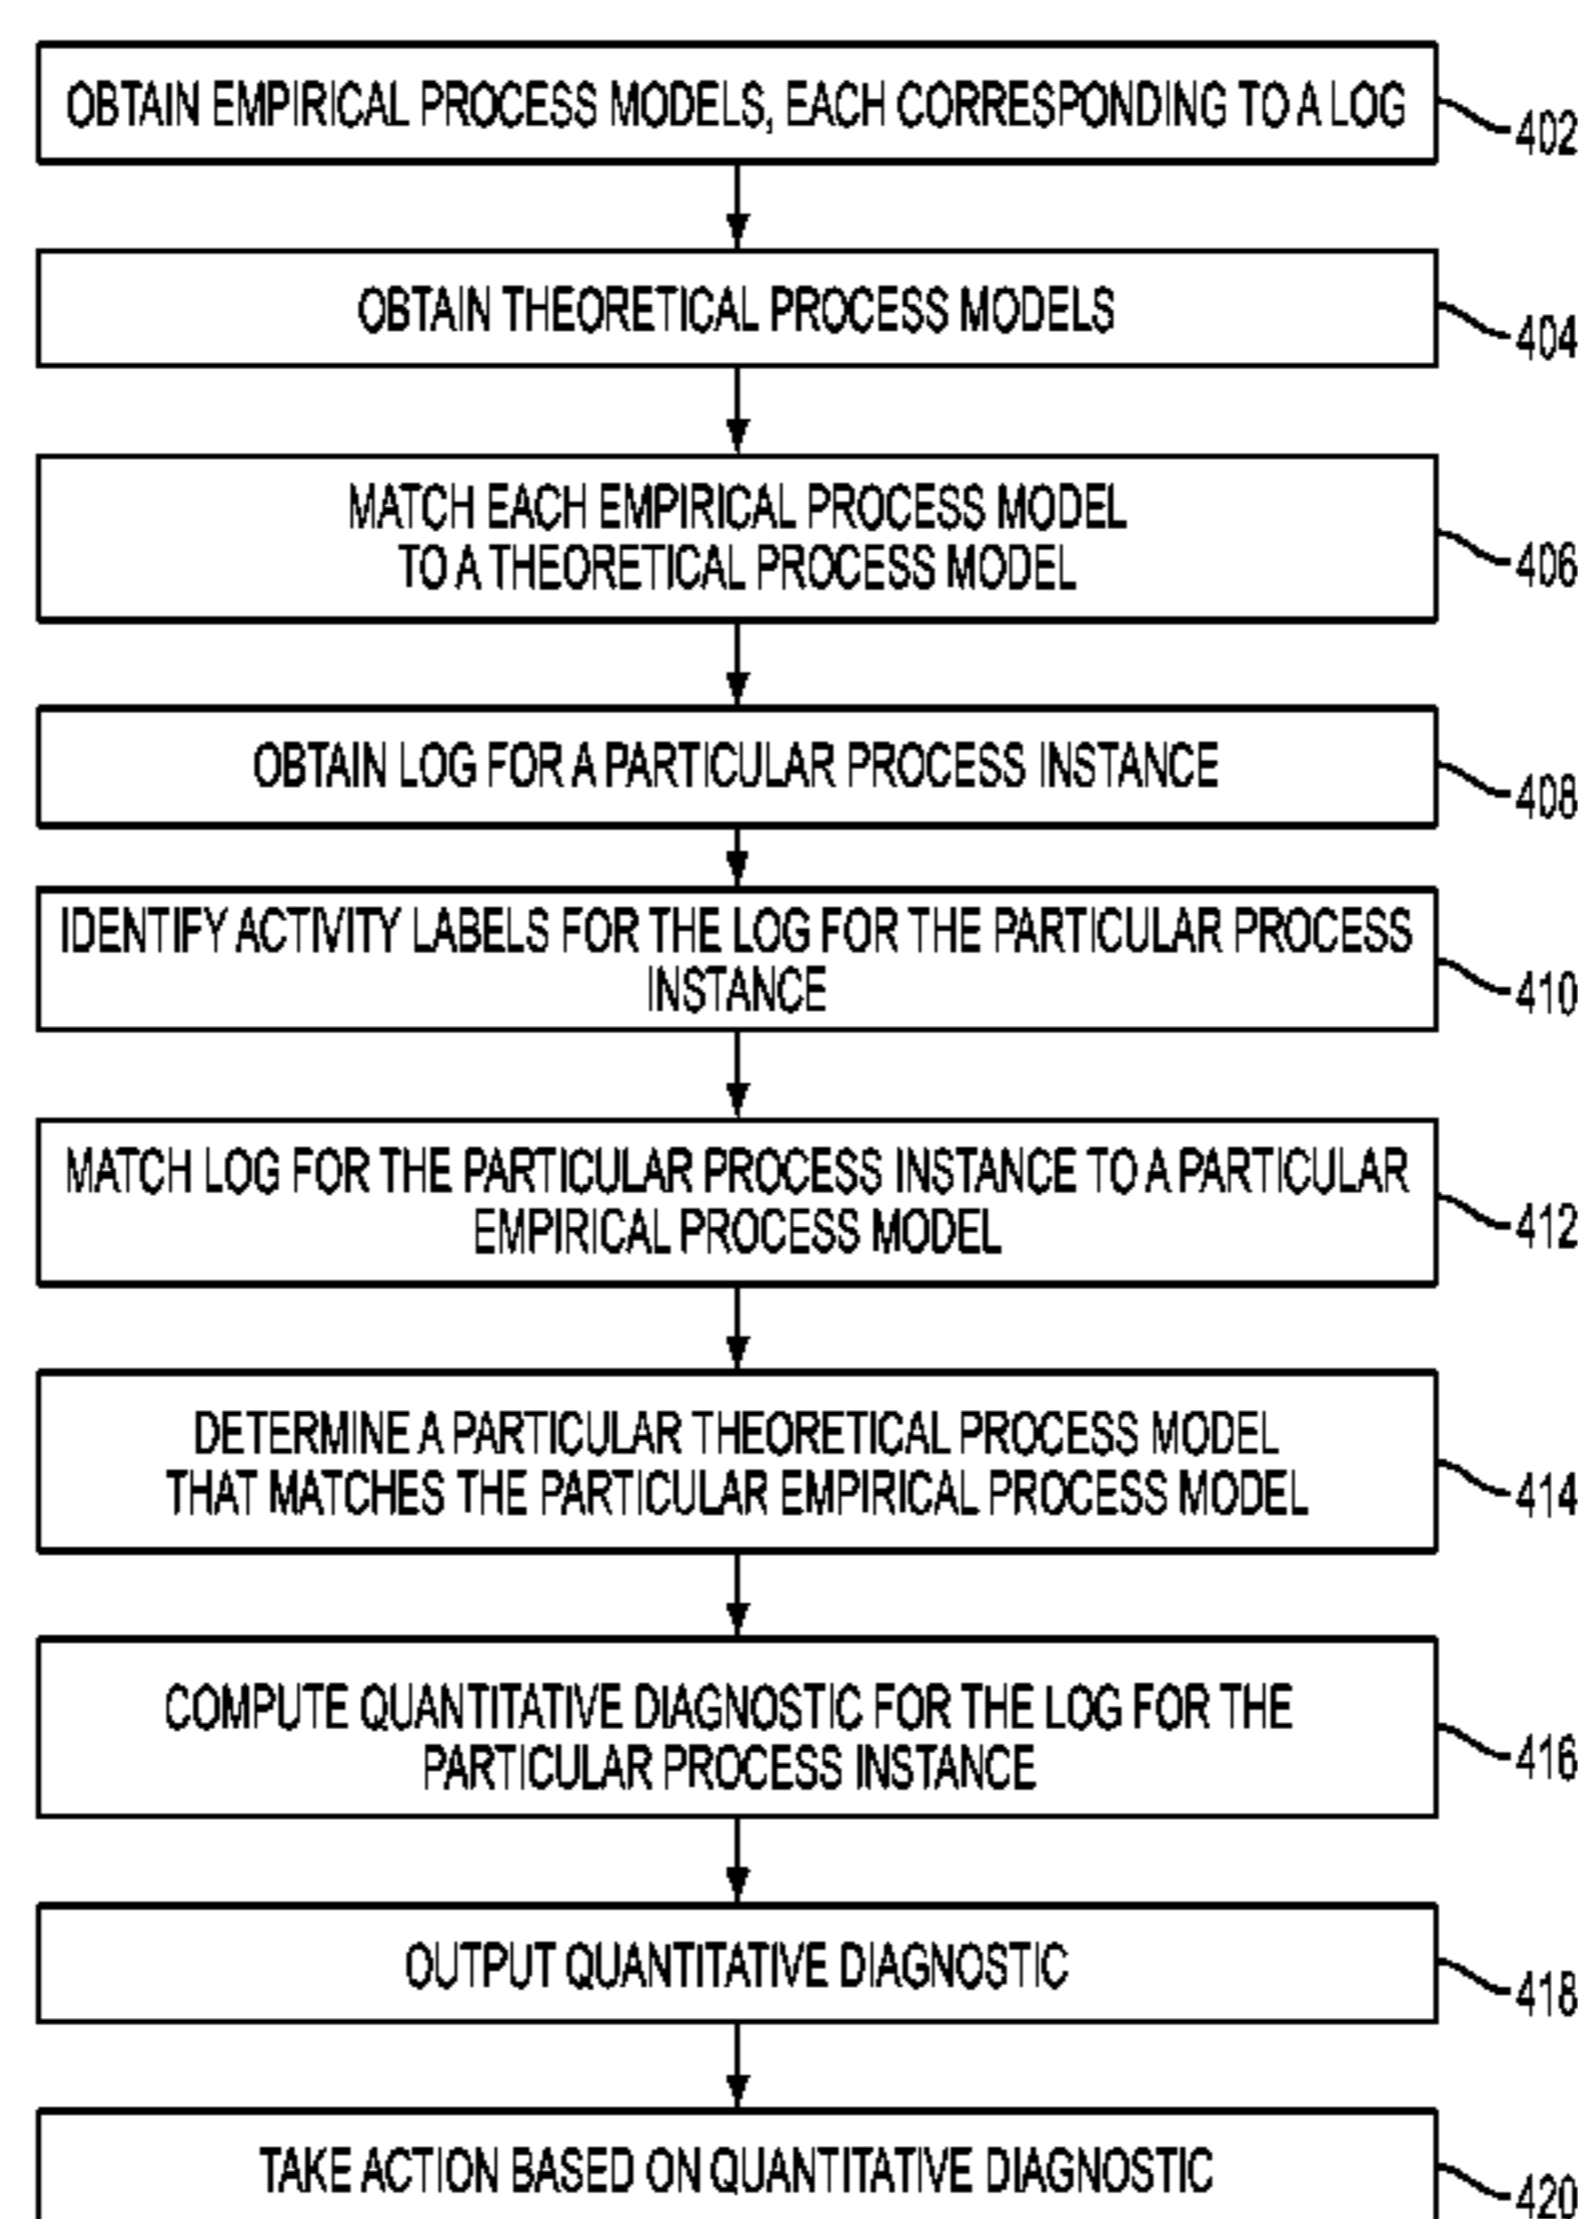 OBTAIN EMPIRICAL PROCESS MODELS, EACH CORRESPONDING TO A LOG
402
OBTAIN THEORETICAL PROCESS MODELS
404
MATCH EACH EMPIRICAL PROCESS MODEL
TO A THEORETICAL PROCESS MODEL
406
OBTAIN LOG FOR A PARTICULAR PROCESS INSTANCE
408
IDENTIFY ACTIVITY LABELS FOR THE LOG FOR THE PARTICULAR PROCESS
INSTANCE
410
MATCH LOG FOR THE PARTICULAR PROCESS INSTANCE TO A PARTICULAR
EMPIRICAL PROCESS MODEL
412
DETERMINE A PARTICULAR THEORETICAL PROCESS MODEL
THAT MATCHES THE PARTICULAR EMPIRICAL PROCESS MODEL
414
COMPUTE QUANTITATIVE DIAGNOSTIC FOR THE LOG FOR THE
PARTICULAR PROCESS INSTANCE
416
OUTPUT QUANTITATIVE DIAGNOSTIC
418
TAKE ACTION BASED ON QUANTITATIVE DIAGNOSTIC
420